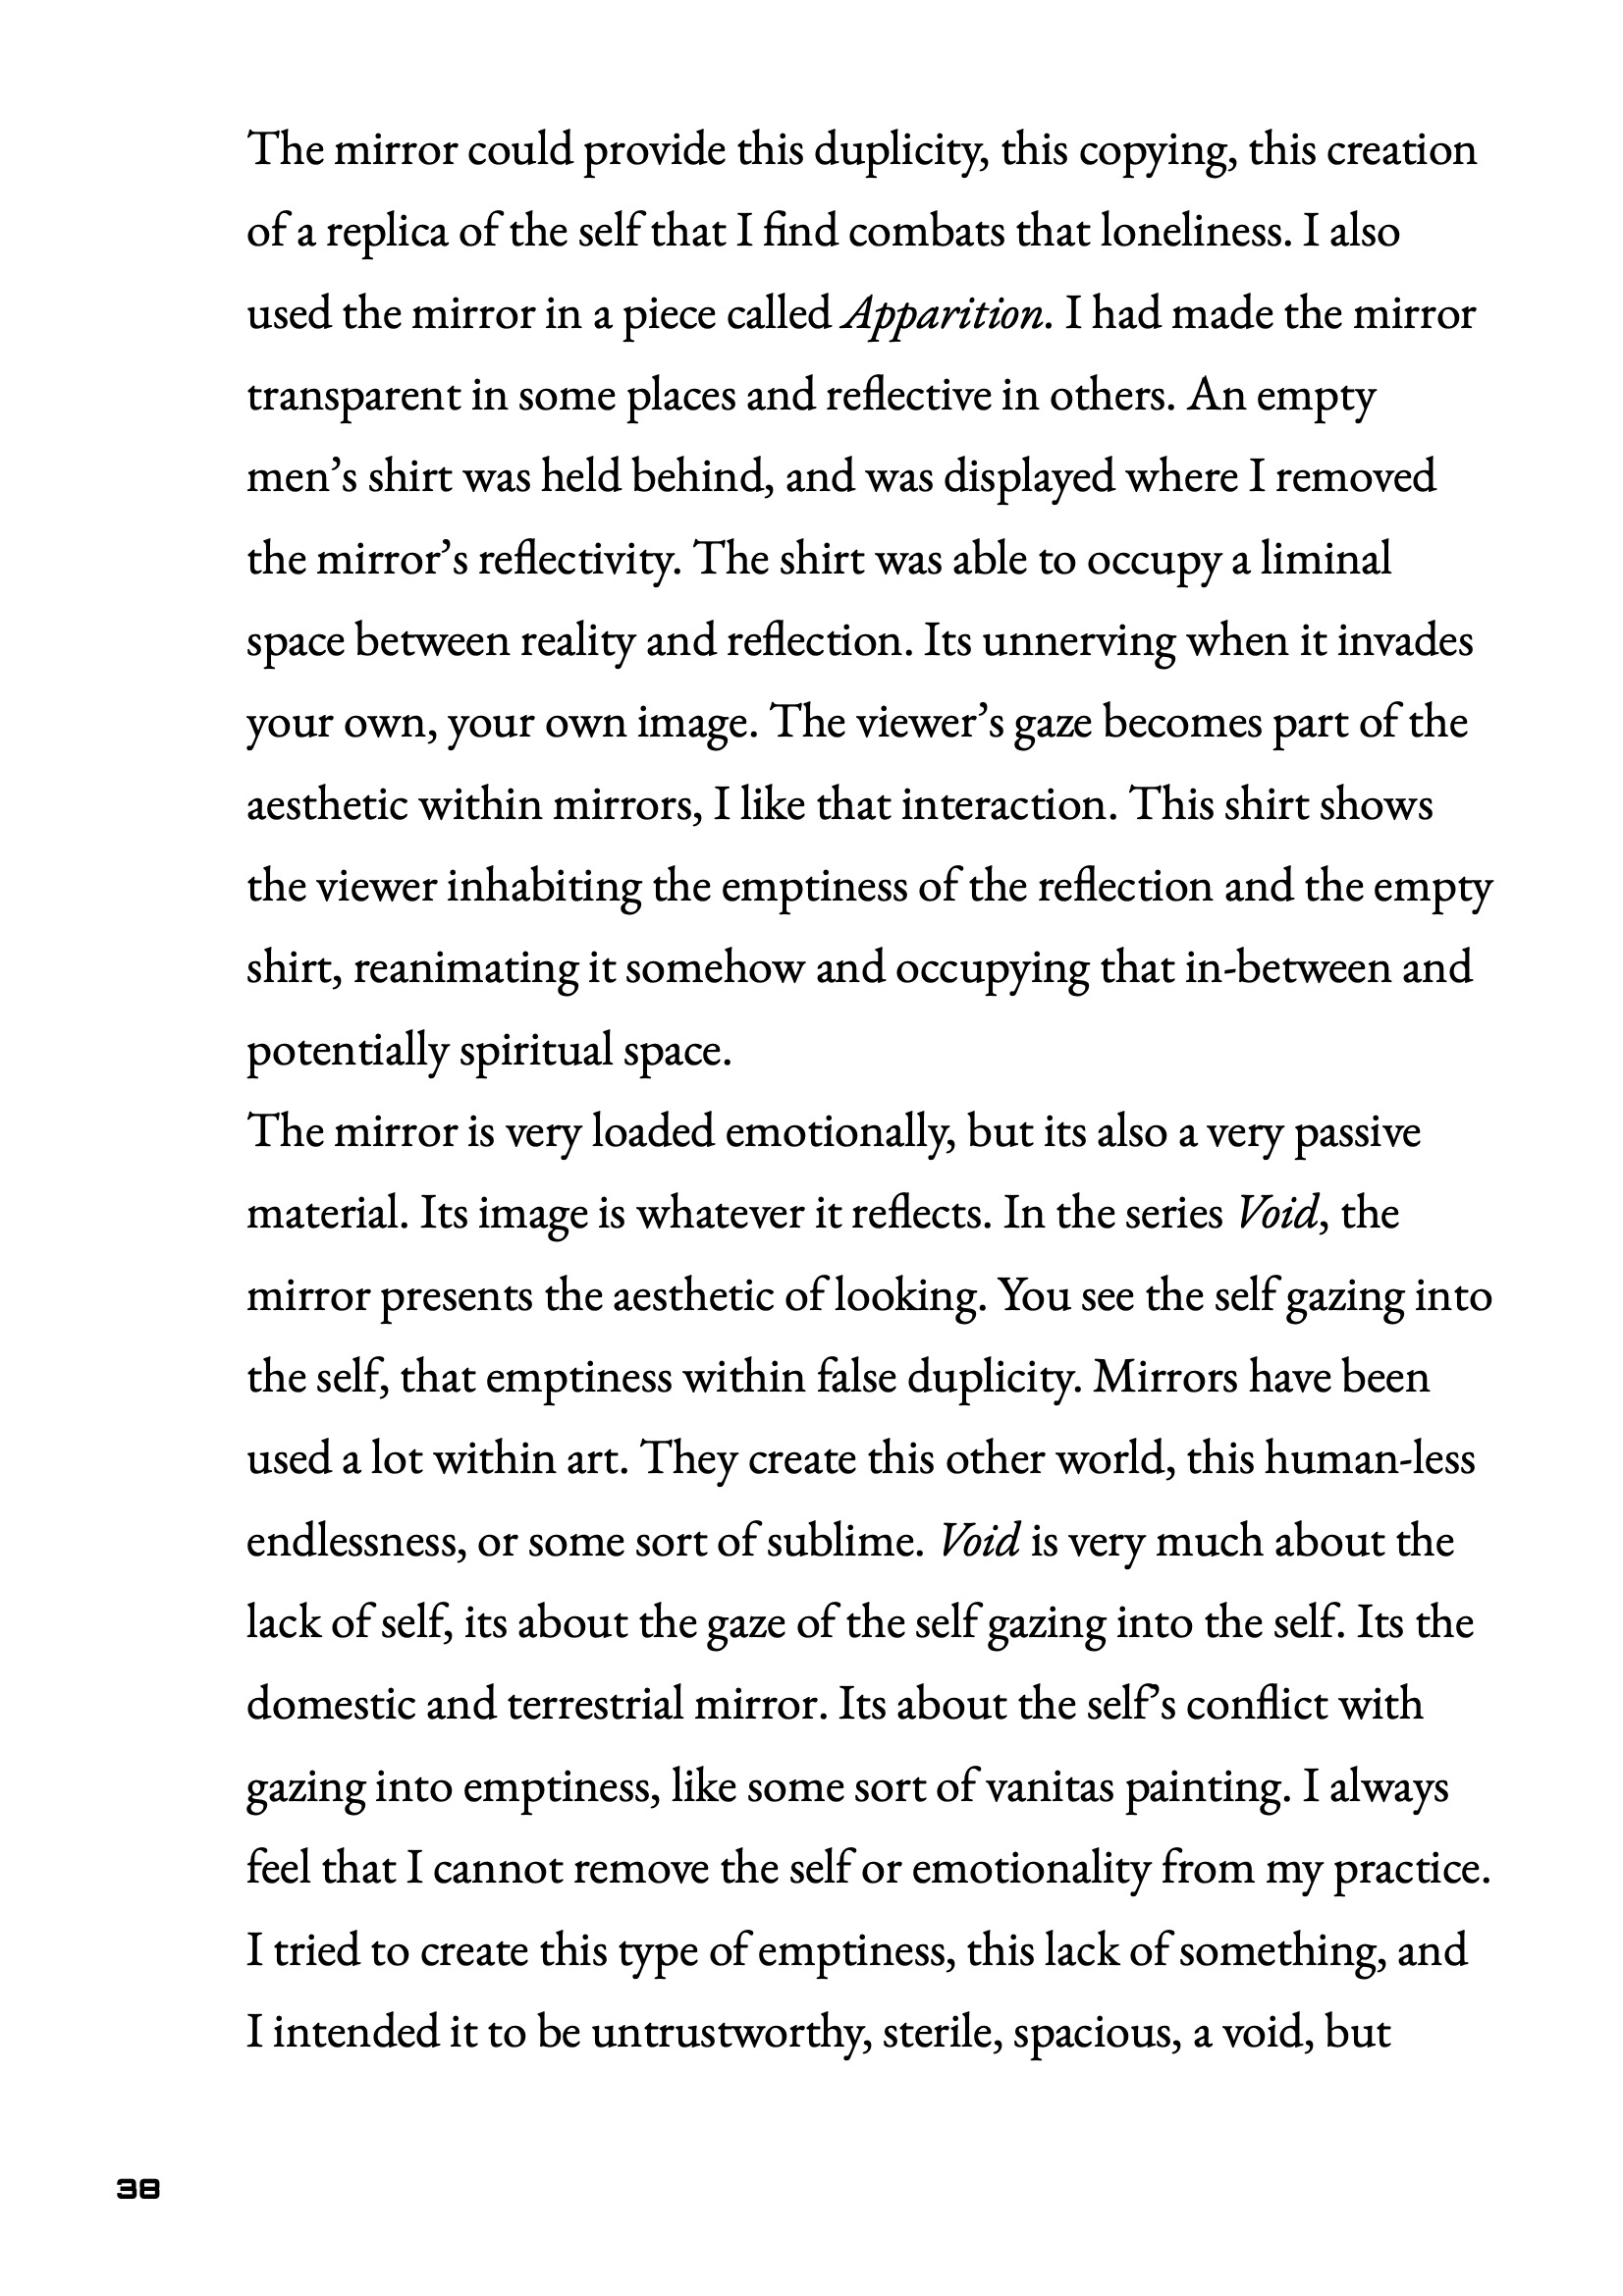 The mirror could provide this duplicity, this copying, this creation
of a replica of the self that I find combats that loneliness. I also
used the mirror in a piece called Apparition. I had made the mirror
transparent in some places and reflective in others. An empty
men’s shirt was held behind, and was displayed where I removed
the mirror’s reflectivity. The shirt was able to occupy a liminal
space between reality and reflection. Its unnerving when it invades
your own, your own image. The viewer’s gaze becomes part of the
aesthetic within mirrors, I like that interaction. This shirt shows
the viewer inhabiting the emptiness of the reflection and the empty
shirt, reanimating it somehow and occupying that in-between and
potentially spiritual space.
The mirror is very loaded emotionally, but its also a very passive
material. Its image is whatever it reflects. In the series Void, the
mirror presents the aesthetic of looking. You see the self gazing into
the self, that emptiness within false duplicity. Mirrors have been
used a lot within art. They create this other world, this human-less
endlessness, or some sort of sublime. Void is very much about the
lack of self, its about the gaze of the self gazing into the self. Its the
domestic and terrestrial mirror. Its about the self’s conflict with
gazing into emptiness, like some sort of vanitas painting. I always
feel that I cannot remove the self or emotionality from my practice.
I tried to create this type of emptiness, this lack of something, and
I intended it to be untrustworthy, sterile, spacious, a void, but
38